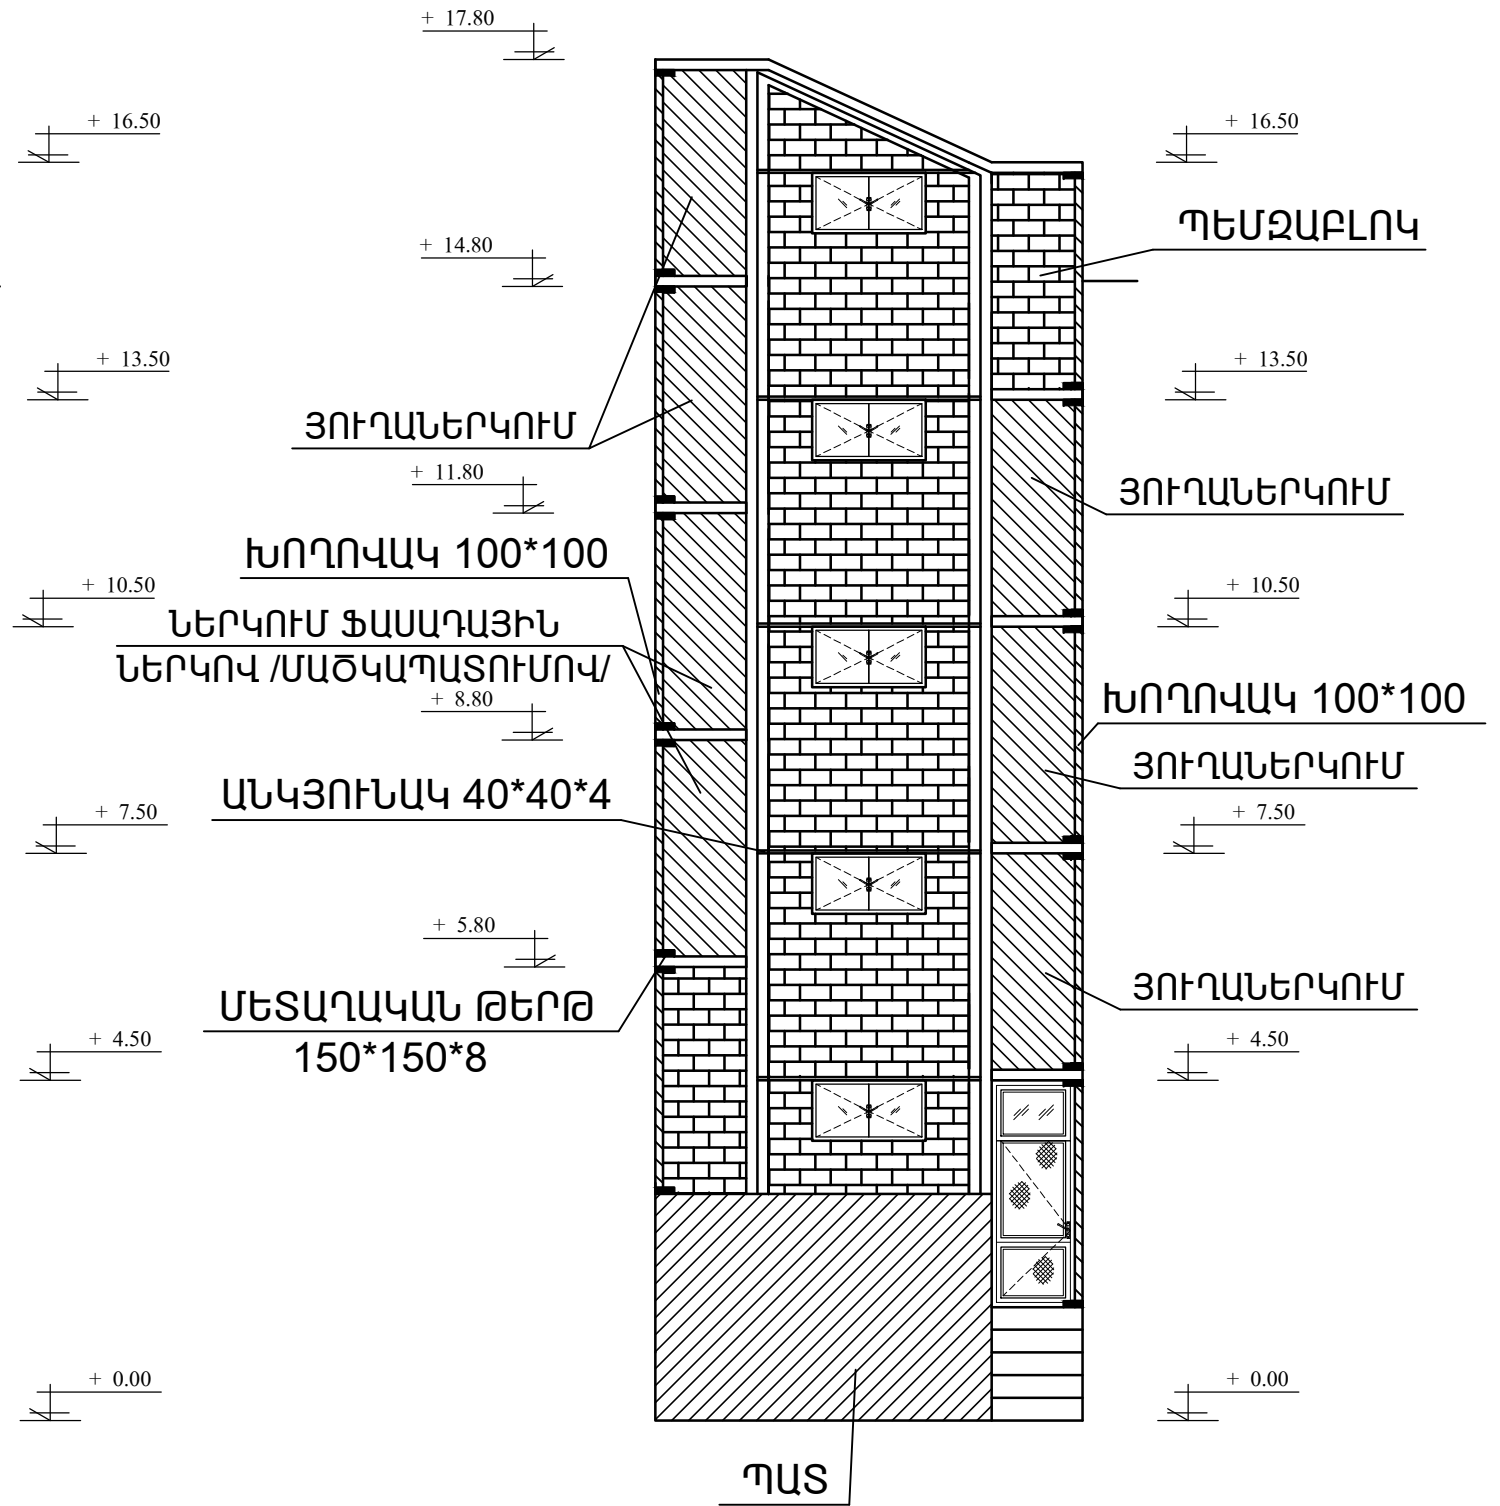 + 17.80
+ 16.50
+ 16.50
ՊԵՄԶԱԲԼՈԿ
+ 14.80
+ 13.50
+ 13.50
ՅՈՒՂԱՆԵՐԿՈՒՄ
+ 11.80
ՅՈՒՂԱՆԵՐԿՈՒՄ
ԽՈՂՈՎԱԿ 100*100
+ 10.50
+ 10.50
ՆԵՐԿՈՒՄ ՖԱՍԱԴԱՅԻՆ
ՆԵՐԿՈՎ /ՄԱԾԿԱՊԱՏՈՒՄՈՎ/
+ 8.80
ԽՈՂՈՎԱԿ 100*100
ՅՈՒՂԱՆԵՐԿՈՒՄ
ԱՆԿՅՈՒՆԱԿ 40*40*4
+ 7.50
+ 7.50
+ 5.80
ՅՈՒՂԱՆԵՐԿՈՒՄ
ՄԵՏԱՂԱԿԱՆ ԹԵՐԹ
150*150*8
+ 4.50
+ 4.50
+ 0.00
+ 0.00
ՊԱՏ